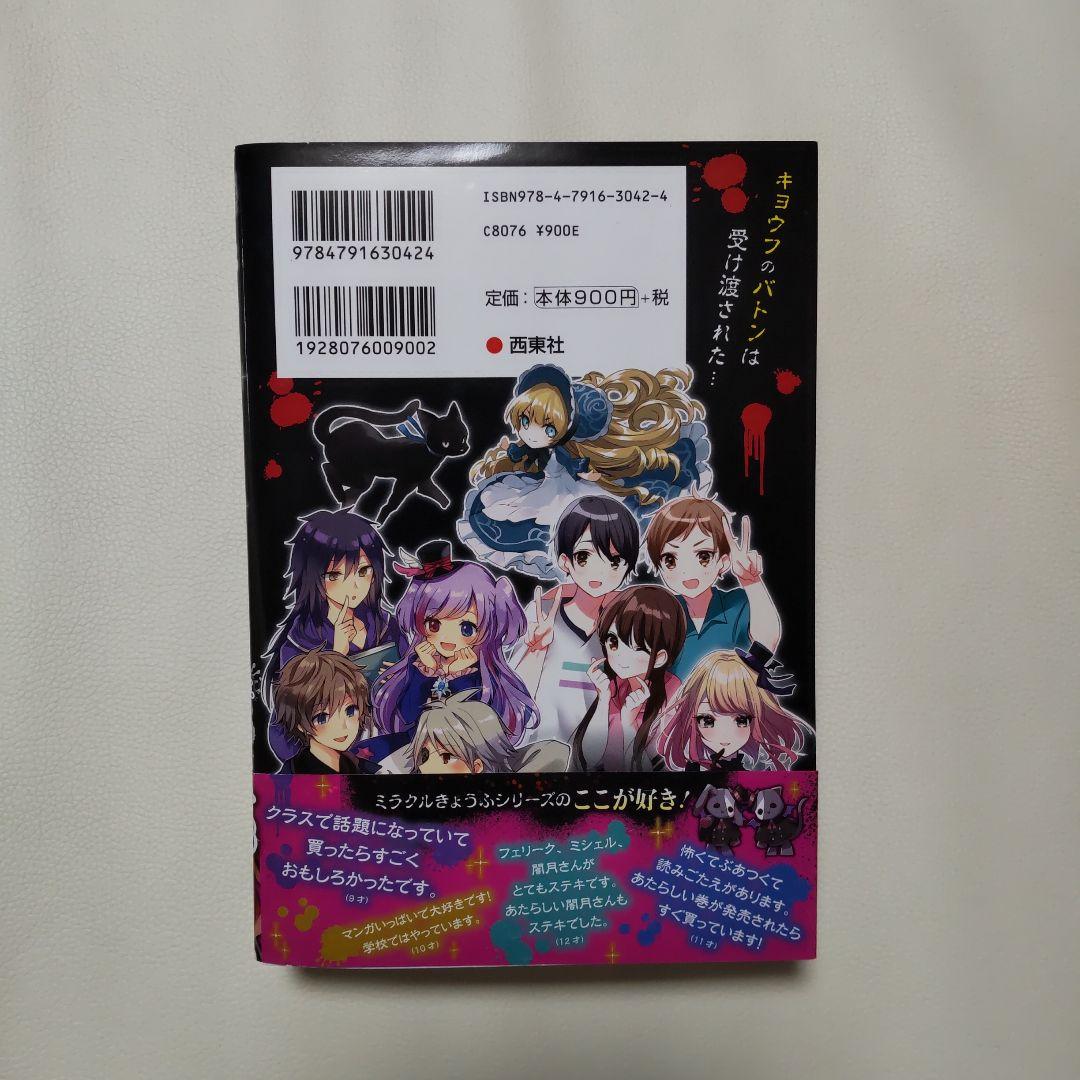 ISBN978-4-7916-3042-4
C8076 ¥900E
9784791630424
定価：本体900円+税
1928076009002
西東社
キヨウフのバトンは
受け渡された…
ミラクルきょうふシリーズのここが好き！
クラスで話題になっていて
買ったらすごく
おもしろかったです。
(9才)
マンガいっぱいで大好きです！
学校ではやっています。
(10才)
フェリーク、ミシェル、
闇月さんが
とてもステキです。
あたらしい闇月さんも
ステキでした。
(12才)
怖くてぶあつくて
読みごたえがあります。
あたらしい巻が発売されたら
すぐ買っています！
(11才)